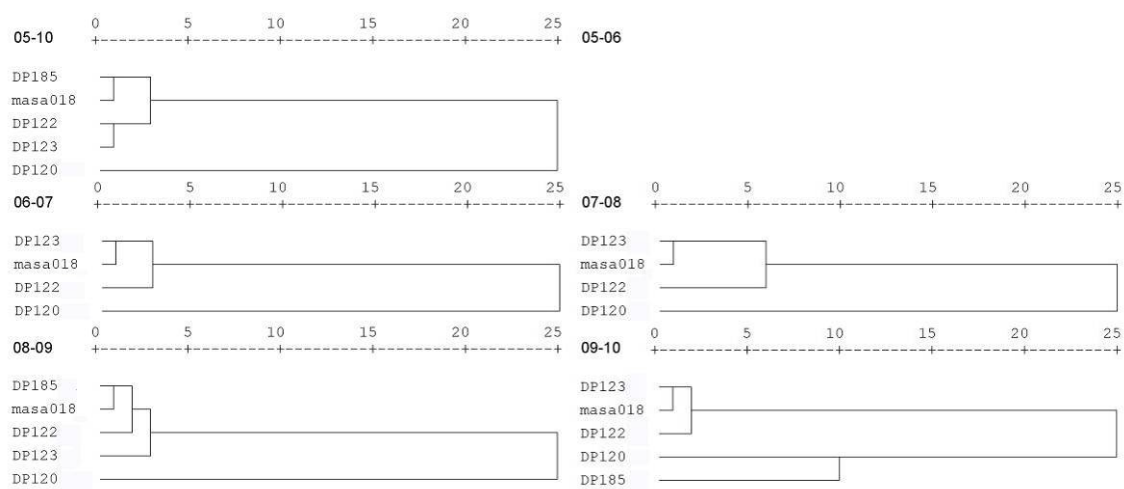 0 5 10 15 20 25
05-10 +---------+---------+---------+---------+---------+ 05-06
DP185
masa018
DP122
DP123
DP120
0 5 10 15 20 25
06-07 +---------+---------+---------+---------+---------+
DP123
masa018
DP122
DP120
0 5 10 15 20 25
07-08 +---------+---------+---------+---------+---------+
DP123
masa018
DP122
DP120
0 5 10 15 20 25
08-09 +---------+---------+---------+---------+---------+
DP185
masa018
DP122
DP123
DP120
0 5 10 15 20 25
09-10 +---------+---------+---------+---------+---------+
DP123
masa018
DP122
DP120
DP185